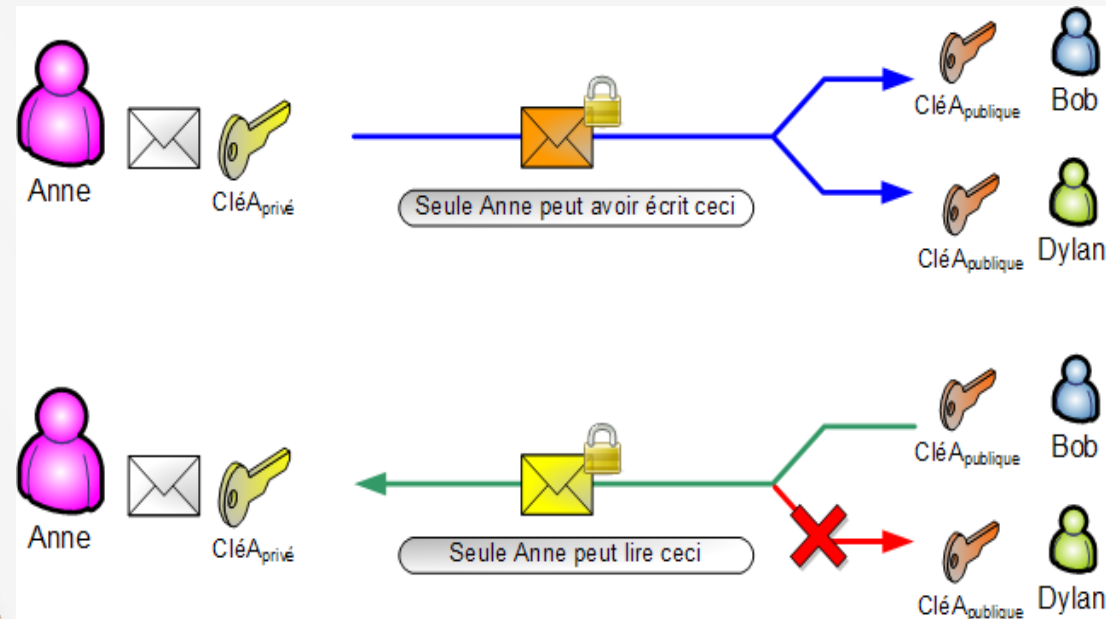 Anne
CléAprivé
Seule Anne peut avoir écrit ceci
CléApublique
Bob
CléApublique
Dylan
Anne
CléAprivé
Seule Anne peut lire ceci
CléApublique
Bob
CléApublique
Dylan